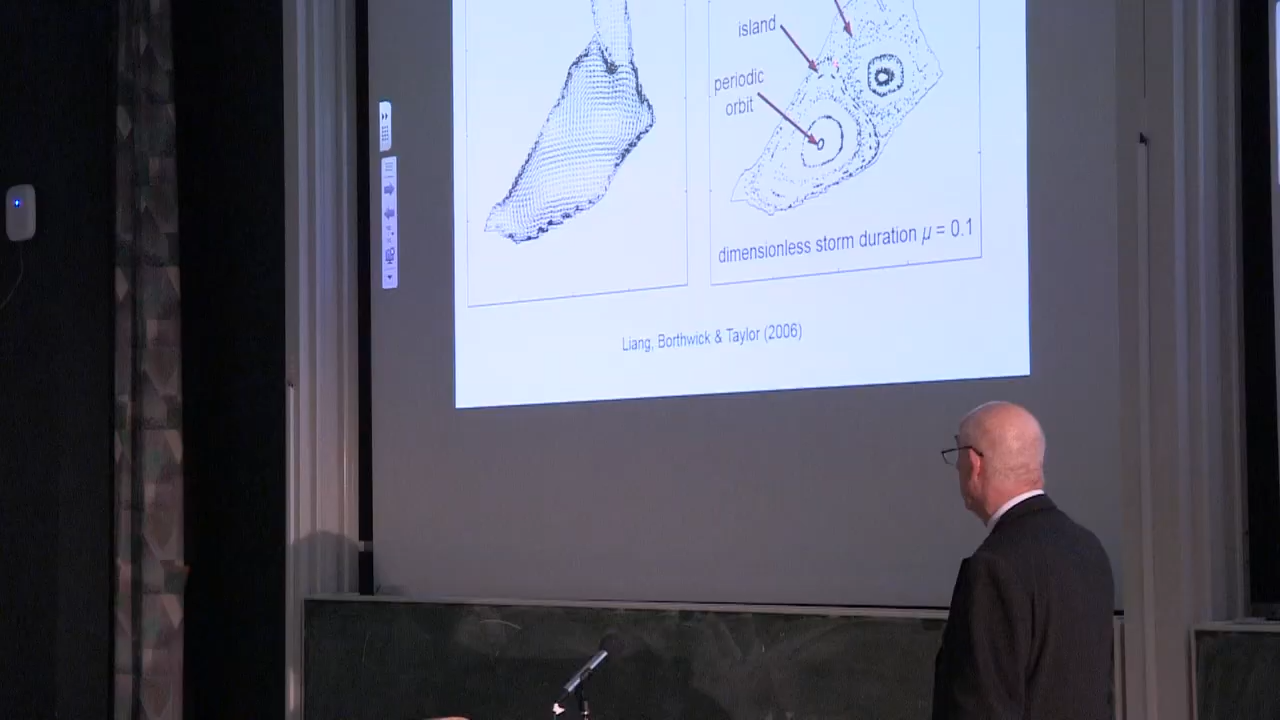 island
periodic
orbit
dimensionless storm duration μ = 0.1
Liang, Borthwick & Taylor (2006)